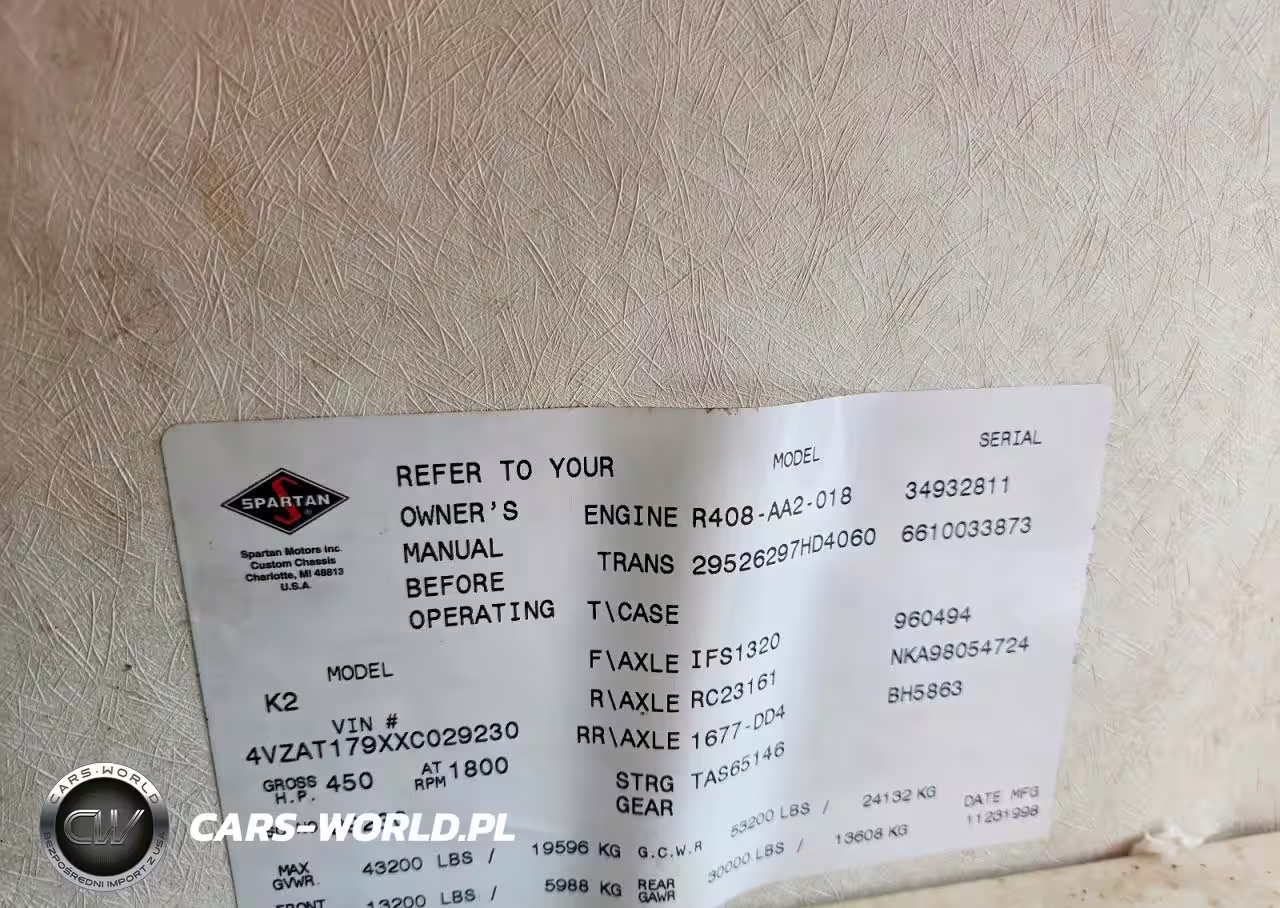 SPARTAN
Spartan Motors Inc.
Custom Chassis
Charlotte, MI 48813
U.S.A.
REFER TO YOUR
OWNER'S
MANUAL
BEFORE
OPERATING
MODEL SERIAL
ENGINE R408-AA2-018 34932811
TRANS 29526297HD4060 6610033873
T\CASE
F\AXLE IFS1320 960494
R\AXLE RC23161 NKA98054724
RR\AXLE 1677-DD4 BH5863
STRG GEAR TAS65146
MODEL
K2
VIN #
4VZAT179XXC029230
GROSS H.P. 450 AT RPM 1800
MAX GVWR. 43200 LBS / 19596 KG G.C.W.R 53200 LBS / 24132 KG
DATE MFG
11231998
FRONT 13200 LBS / 5988 KG REAR GAWR 30000 LBS / 13608 KG
CARS-WORLD
CW
BEZPOŚREDNI IMPORT Z USA
CARS-WORLD.PL